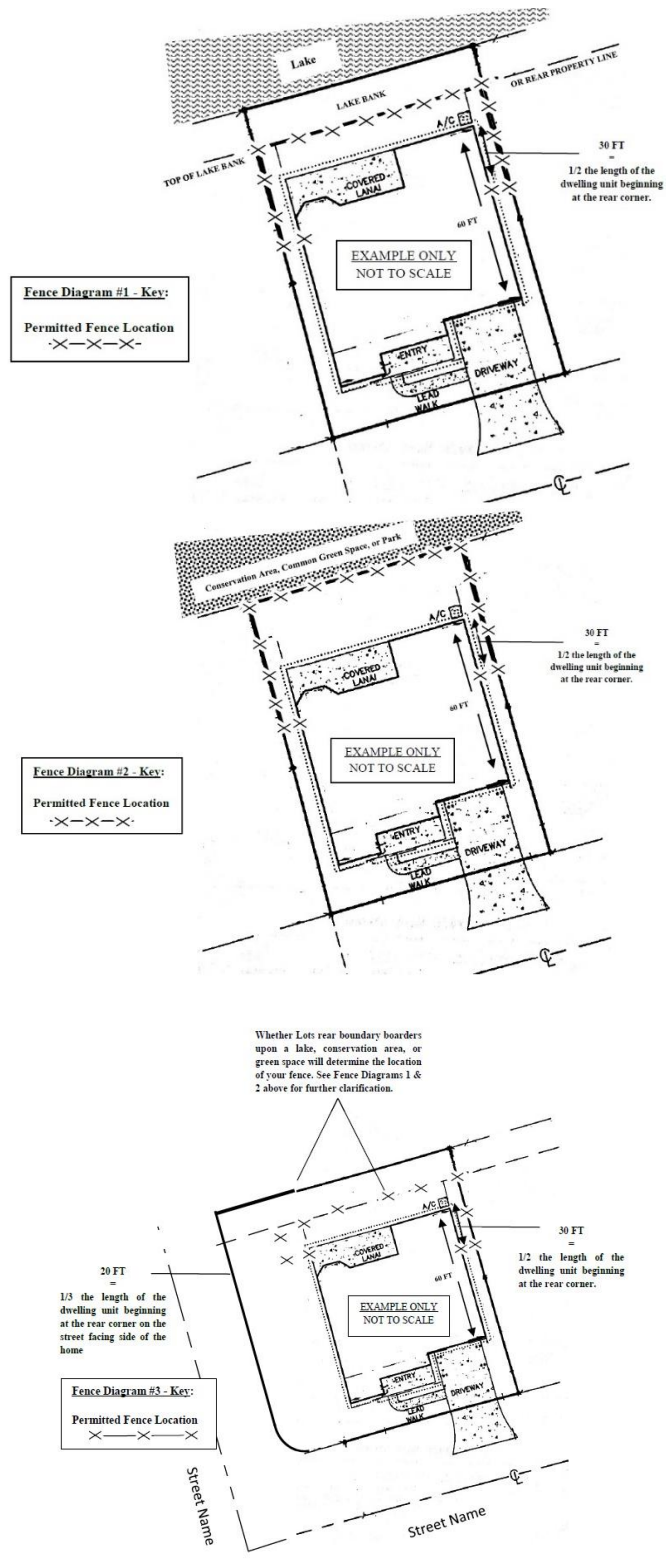 Lake
LAKE BANK
OR REAR PROPERTY LINE
A/C
TOP OF LAKE BANK
30 FT
=
1/2 the length of the
dwelling unit beginning
at the rear corner.
COVERED
LANAI
60 FT
EXAMPLE ONLY
NOT TO SCALE
Fence Diagram #1 - Key:
Permitted Fence Location
·X—X—X·
ENTRY
DRIVEWAY
LEAD
WALK
CL
Conservation Area, Common Green Space, or Park
A/C
30 FT
=
1/2 the length of the
dwelling unit beginning
at the rear corner.
COVERED
LANAI
60 FT
EXAMPLE ONLY
NOT TO SCALE
Fence Diagram #2 - Key:
Permitted Fence Location
·X—X—X·
ENTRY
DRIVEWAY
LEAD
WALK
CL
Whether Lots rear boundary boarders
upon a lake, conservation area, or
green space will determine the location
of your fence. See Fence Diagrams 1 &
2 above for further clarification.
A/C
30 FT
=
1/2 the length of the
dwelling unit beginning
at the rear corner.
COVERED
LANAI
60 FT
20 FT
=
1/3 the length of the
dwelling unit beginning
at the rear corner on the
street facing side of the
home
EXAMPLE ONLY
NOT TO SCALE
Fence Diagram #3 - Key:
Permitted Fence Location
X——X——X
ENTRY
DRIVEWAY
LEAD
WALK
CL
Street Name
Street Name